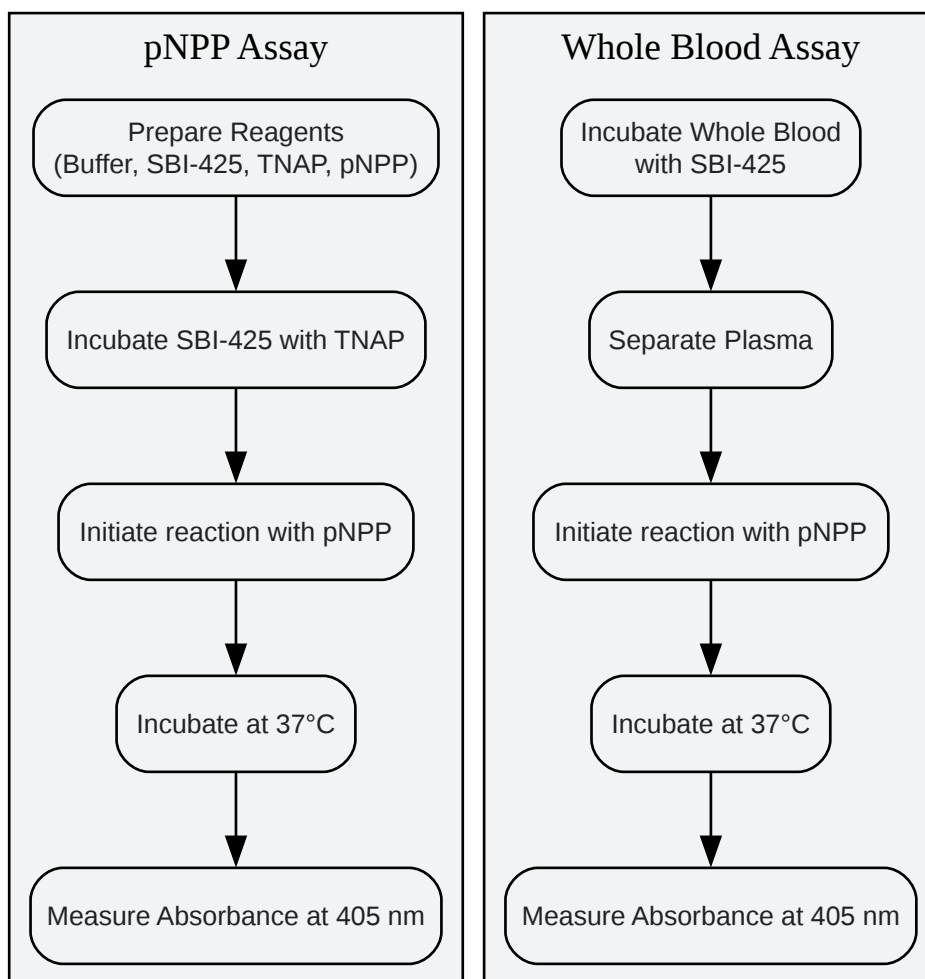 pNPP Assay
Prepare Reagents
(Buffer, SBI-425, TNAP, pNPP)
Incubate SBI-425 with TNAP
Initiate reaction with pNPP
Incubate at 37°C
Measure Absorbance at 405 nm
Whole Blood Assay
Incubate Whole Blood
with SBI-425
Separate Plasma
Initiate reaction with pNPP
Incubate at 37°C
Measure Absorbance at 405 nm